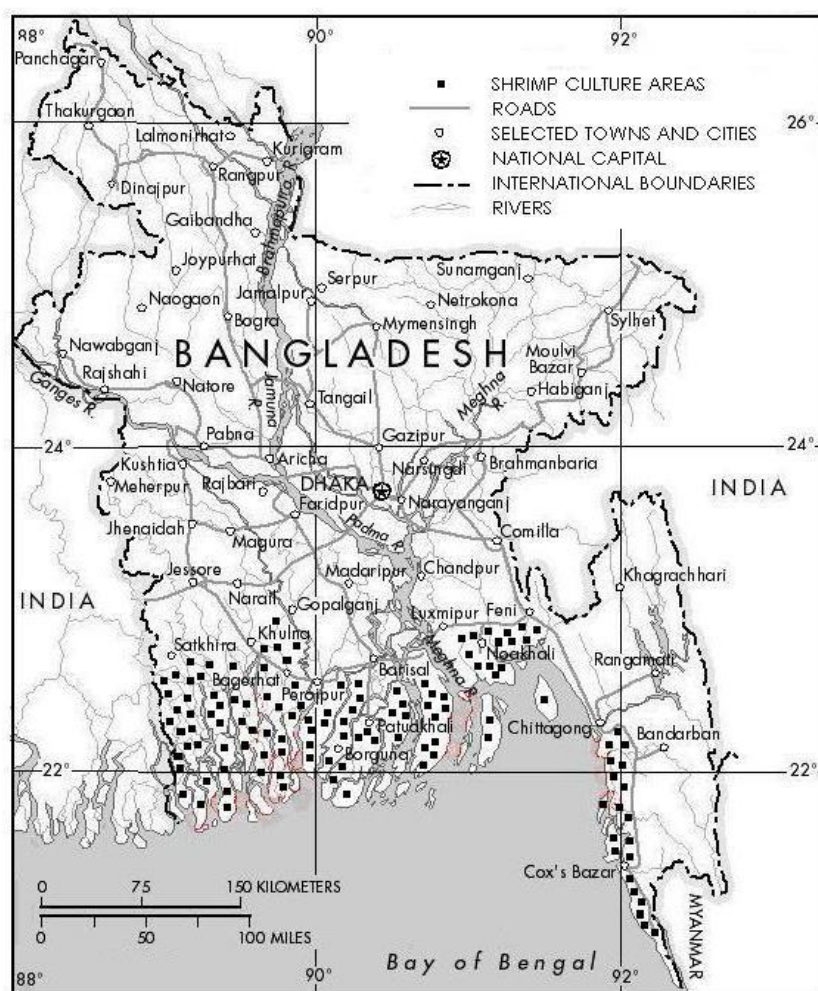 88°
90°
92°
Panchagar
SHRIMP CULTURE AREAS
ROADS
Thakurgaon
26°
Lalmonirhat
SELECTED TOWNS AND CITIES
Kurigram
NATIONAL CAPITAL
Rangpur
Dinajpur
INTERNATIONAL BOUNDARIES
RIVERS
Gaibandha
Brahmaputra R.
Joypurhat
Sunamganj
Serpur
Jamalpur
Naogaon
Netrokona
Bogra
Mymensingh
Sylhet
Nawabganj
BANGLADESH
Moulvi
Bazar
Rajshahi
Ganges R.
Natore
Jamuna
R.
Tangail
Meghna
R.
Habiganj
Pabna
Gazipur
24°
24°
Kushtia
Aricha
Narsingdi
Brahmanbaria
Meherpur
Rajbari
DHAKA
INDIA
Faridpur
Narayanganj
Jhenaidah
Magura
Padma R.
Comilla
Jessore
Madaripur
Chandpur
Khagrachhari
INDIA
Narail
Gopalganj
Luxmipur
Feni
Satkhira
Khulna
Noakhali
Meghna R.
Barisal
Rangamati
Bagerhat
Perojpur
Patuakhali
Chittagong
Bandarban
Borguna
22°
22°
Cox's Bazar
0 75 150 KILOMETERS
0 50 100 MILES
MYANMAR
Bay of Bengal
88°
90°
92°